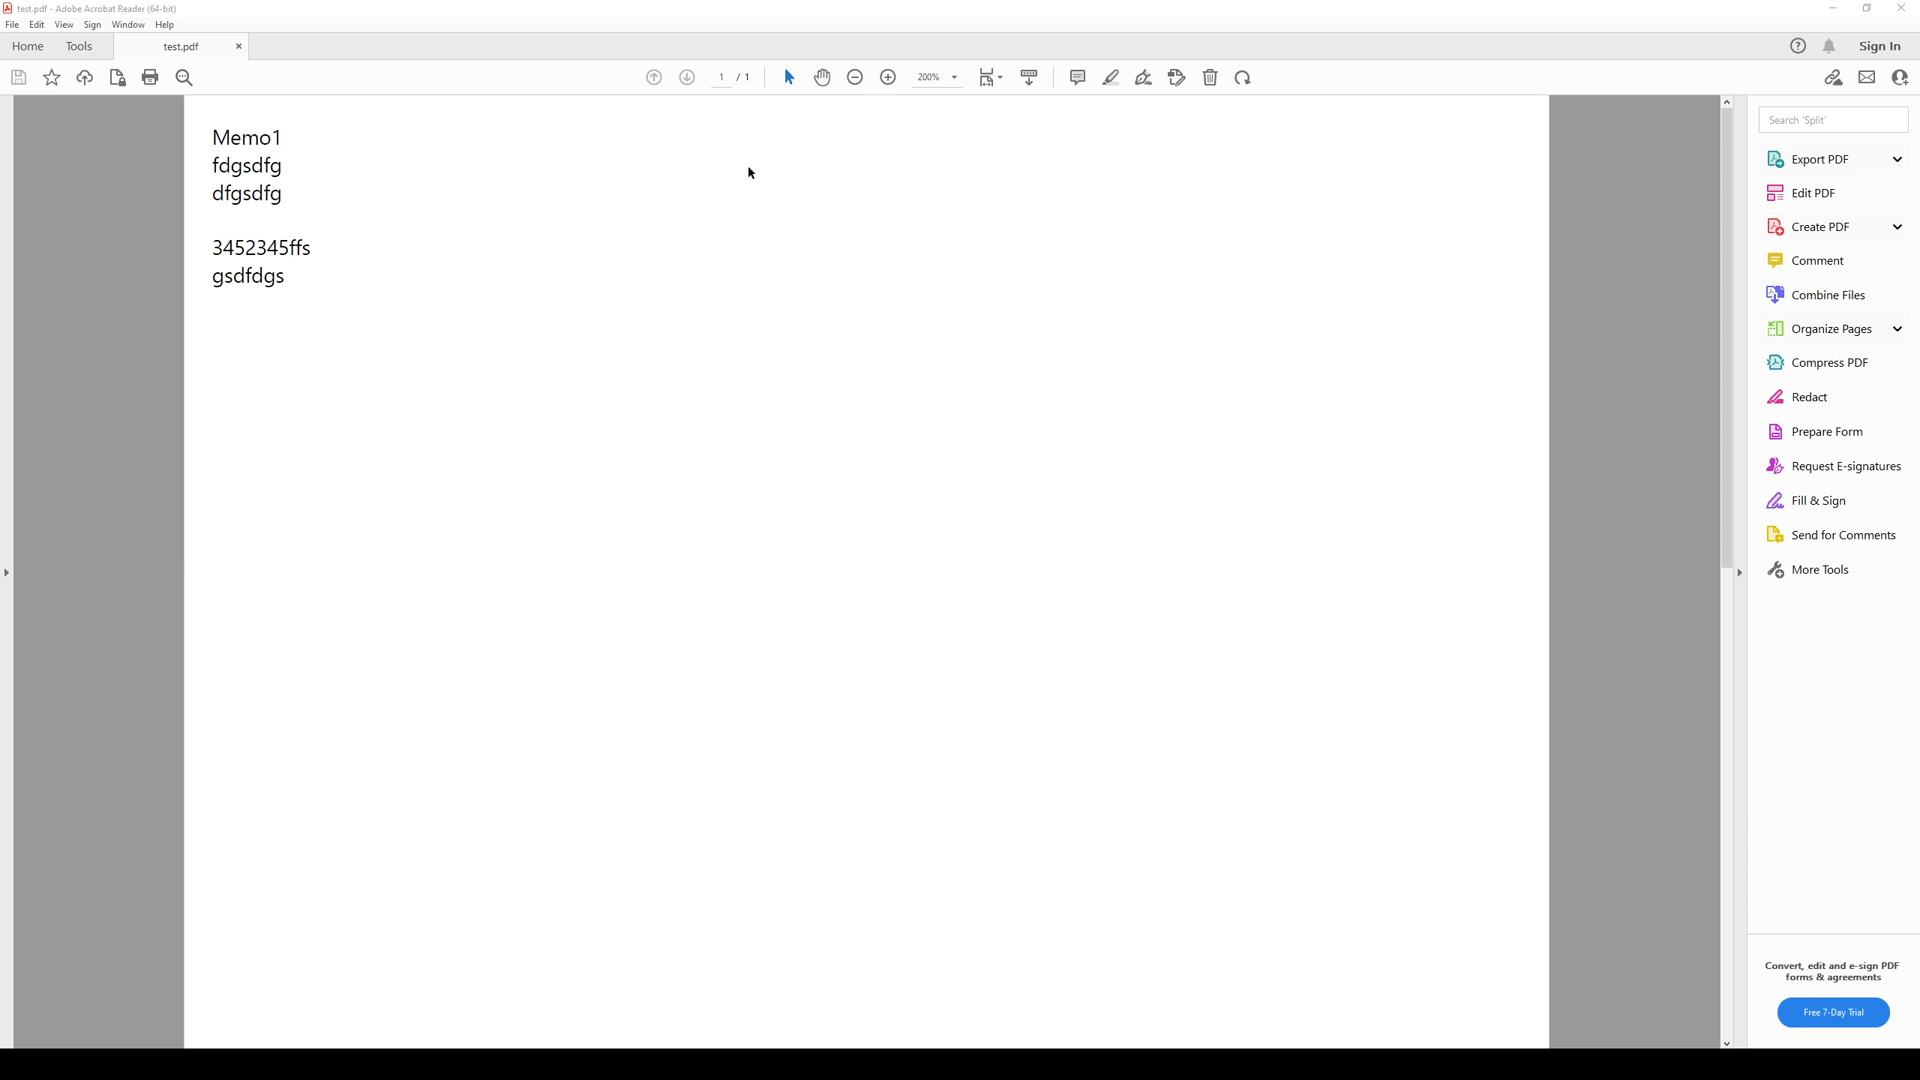 test.pdf - Adobe Acrobat Reader (64-bit)
File Edit View Sign Window Help
Home Tools test.pdf × Sign In
1 / 1 200%
Memo1
fdgsdfg
dfgsdfg
3452345ffs
gsdfdgs
Search 'Split'
Export PDF
Edit PDF
Create PDF
Comment
Combine Files
Organize Pages
Compress PDF
Redact
Prepare Form
Request E-signatures
Fill & Sign
Send for Comments
More Tools
Convert, edit and e-sign PDF
forms & agreements
Free 7-Day Trial